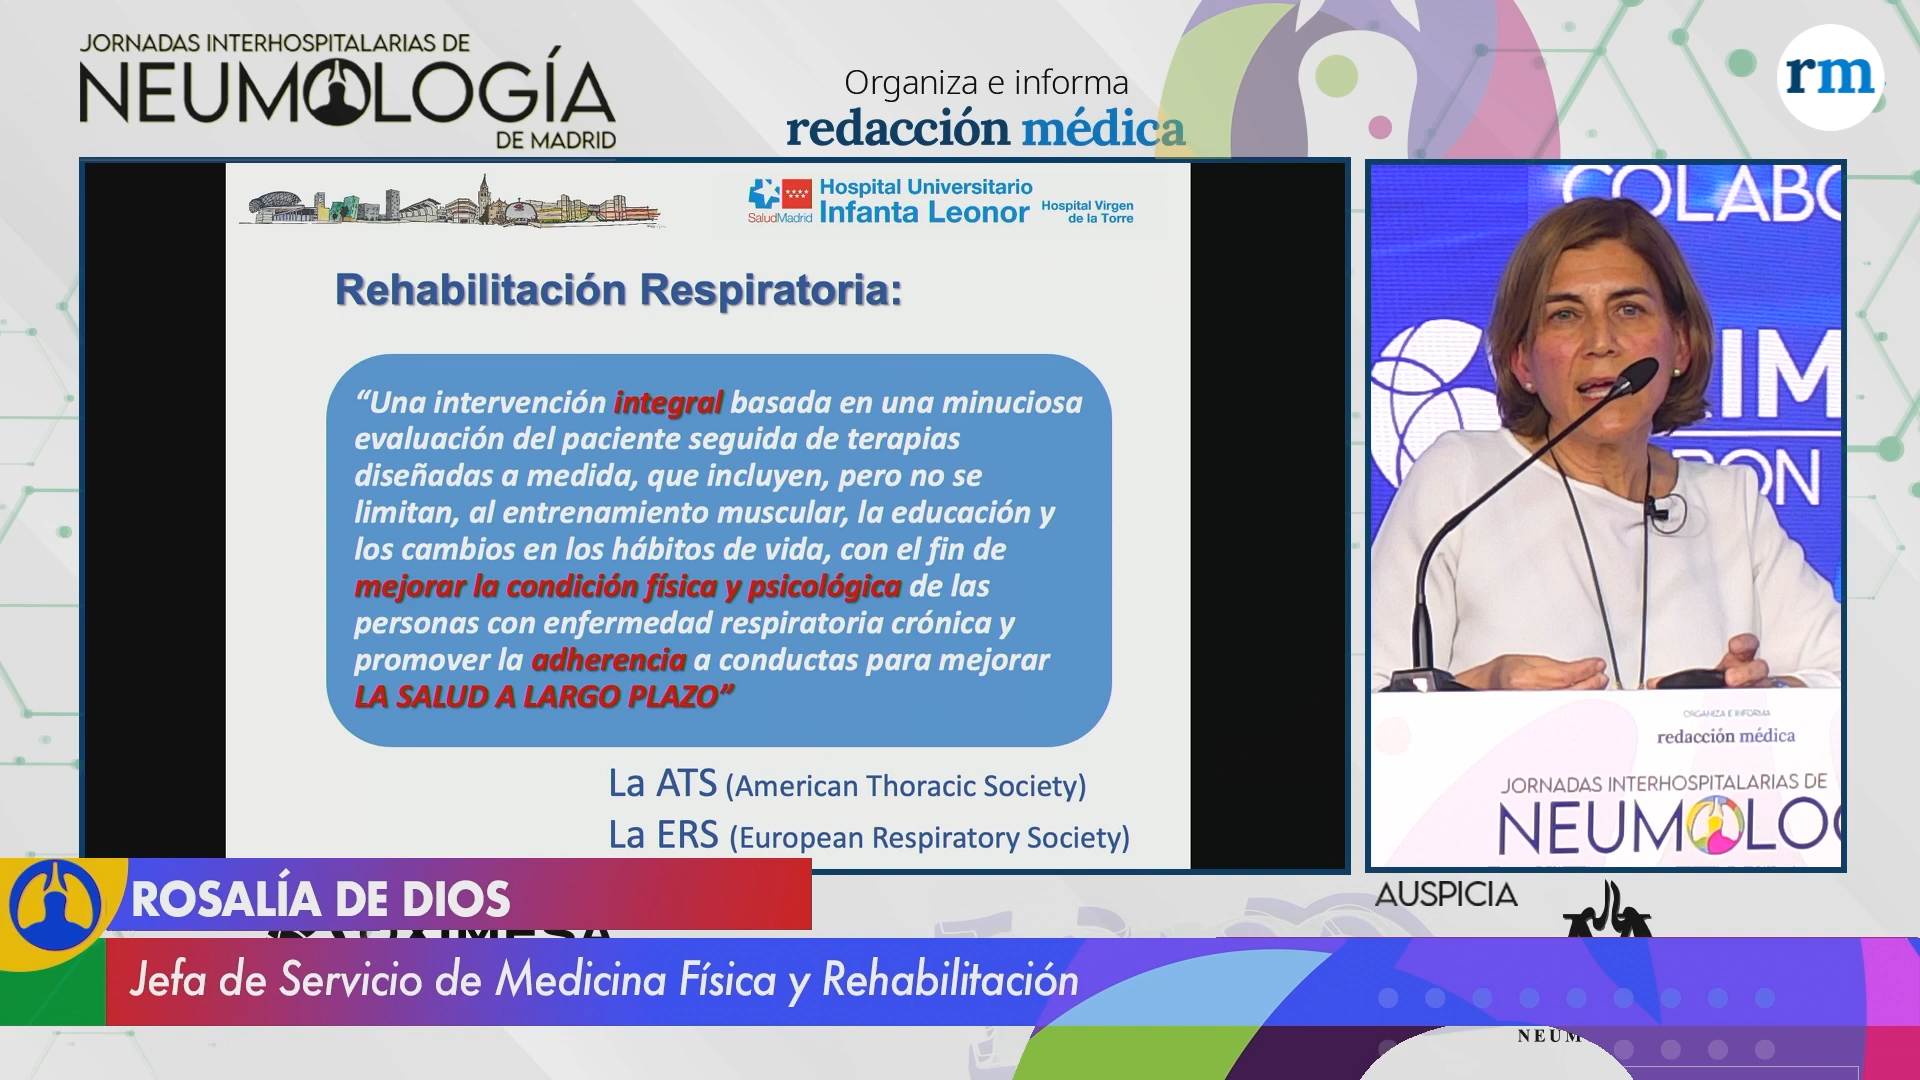 JORNADAS INTERHOSPITALARIAS DE
NEUMOLOGÍA
DE MADRID
Organiza e informa
redacción médica
rm
SaludMadrid
Hospital Universitario
Infanta Leonor
Hospital Virgen
de la Torre
Rehabilitación Respiratoria:
“Una intervención integral basada en una minuciosa
evaluación del paciente seguida de terapias
diseñadas a medida, que incluyen, pero no se
limitan, al entrenamiento muscular, la educación y
los cambios en los hábitos de vida, con el fin de
mejorar la condición física y psicológica de las
personas con enfermedad respiratoria crónica y
promover la adherencia a conductas para mejorar
LA SALUD A LARGO PLAZO”
La ATS (American Thoracic Society)
La ERS (European Respiratory Society)
COLABO
IM
ON
ORGANIZA E INFORMA
redacción médica
JORNADAS INTERHOSPITALARIAS DE
NEUMOLO
ROSALÍA DE DIOS
Jefa de Servicio de Medicina Física y Rehabilitación
AUSPICIA
NEUM